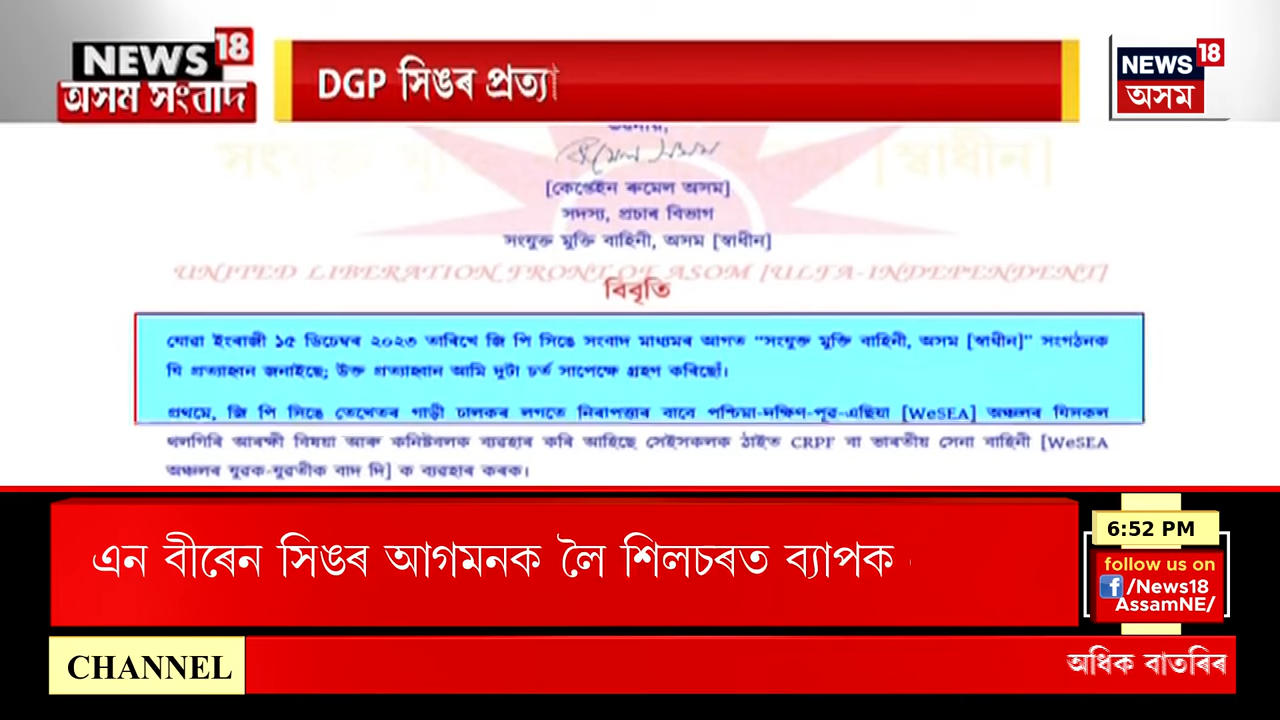 NEWS 18
অসম সংবাদ
DGP সিঙৰ প্ৰত্যা
NEWS 18
অসম
[কেপ্টেইন ৰুমেল অসম]
সদস্য, প্ৰচাৰ বিভাগ
সংযুক্ত মুক্তি বাহিনী, অসম [স্বাধীন]
UNITED LIBERATION FRONT OF ASOM [ULFA-INDEPENDENT]
বিবৃতি
যোৱা ইংৰাজী ১৫ ডিচেম্বৰ ২০২৩ তাৰিখে জি পি সিঙে সংবাদ মাধ্যমৰ আগত “সংযুক্ত মুক্তি বাহিনী, অসম [স্বাধীন]” সংগঠনক
যি প্ৰত্যাহ্বান জনাইছে; উক্ত প্ৰত্যাহ্বান আমি দুটা চৰ্ত সাপেক্ষে গ্ৰহণ কৰিছোঁ।
প্ৰথমে, জি পি সিঙে তেখেতৰ গাড়ী চালকৰ লগতে নিৰাপত্তাৰ বাবে পশ্চিম-দক্ষিণ-পূব-এছিয়া [WeSEA] অঞ্চলৰ যিসকল
থলগিৰি আৰক্ষী বিষয়া আৰু কনিষ্টবলক ব্যৱহাৰ কৰি আহিছে সেইসকলক ঠাইত CRPF বা ভাৰতীয় সেনা বাহিনী [WeSEA
অঞ্চলৰ যুৱক-যুৱতীক বাদ দি] ক ব্যৱহাৰ কৰক।
এন বীৰেন সিঙৰ আগমনক লৈ শিলচৰত ব্যাপক
6:52 PM
follow us on
/News18
AssamNE/
CHANNEL
অধিক বাতৰিৰ